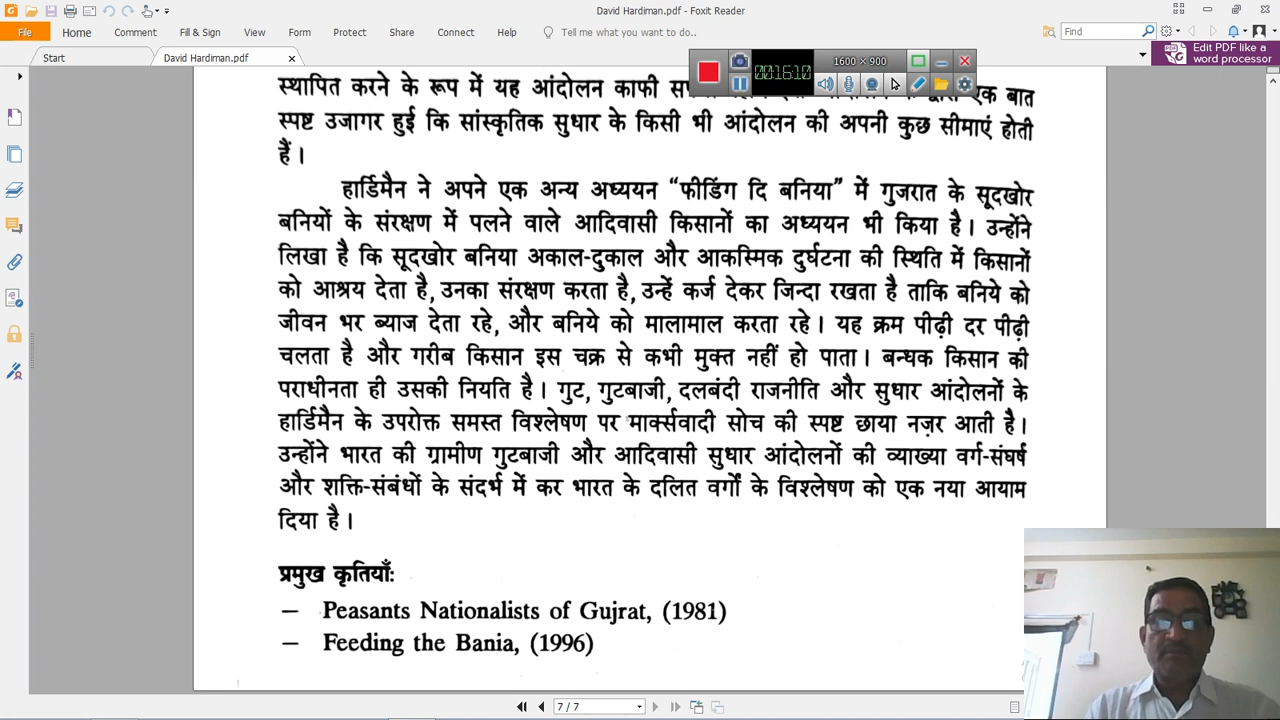 David Hardiman.pdf - Foxit Reader
File Home Comment View Form Protect Share Connect Help Tell me what you want to do.. Find
Fill & Sign
Start David Hardiman.pdf
Edit PDF like a
word processor
00:16:10 1600 × 900
स्थापित करने के रूप में यह आंदोलन काफी एक बात
स्पष्ट उजागर हुई कि सांस्कृतिक सुधार के किसी भी आंदोलन की अपनी कुछ सीमाएं होती
हैं।
हार्डिमैन ने अपने एक अन्य अध्ययन “फीडिंग दि बनिया” में गुजरात के सूदखोर
बनियों के संरक्षण में पलने वाले आदिवासी किसानों का अध्ययन भी किया है। उन्होंने
लिखा है कि सूदखोर बनिया अकाल-दुकाल और आकस्मिक दुर्घटना की स्थिति में किसानों
को आश्रय देता है, उनका संरक्षण करता है, उन्हें कर्ज देकर जिन्दा रखता है ताकि बनिये को
जीवन भर ब्याज देता रहे, और बनिये को मालामाल करता रहे। यह क्रम पीढ़ी दर पीढ़ी
चलता है और गरीब किसान इस चक्र से कभी मुक्त नहीं हो पाता। बन्धक किसान की
पराधीनता ही उसकी नियति है। गुट, गुटबाजी, दलबंदी राजनीति और सुधार आंदोलनों के
हार्डिमैन के उपरोक्त समस्त विश्लेषण पर मार्क्सवादी सोच की स्पष्ट छाया नज़र आती है।
उन्होंने भारत की ग्रामीण गुटबाजी और आदिवासी सुधार आंदोलनों की व्याख्या वर्ग-संघर्ष
और शक्ति-संबंधों के संदर्भ में कर भारत के दलित वर्गों के विश्लेषण को एक नया आयाम
दिया है।
प्रमुख कृतियाँ:
– Peasants Nationalists of Gujrat, (1981)
– Feeding the Bania, (1996)
7 / 7